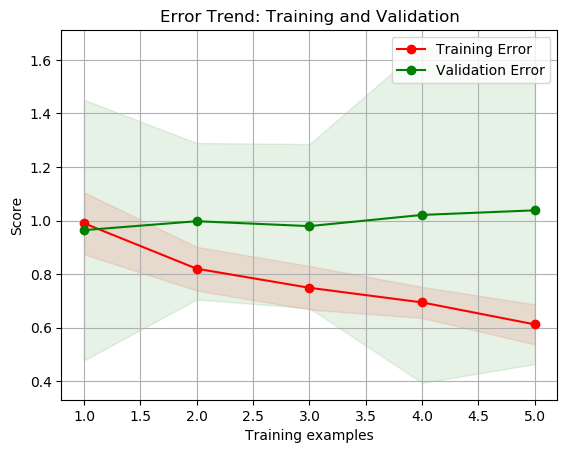 Error Trend: Training and Validation
Training Error
Validation Error
Score
1.6
1.4
1.2
1.0
0.8
0.6
0.4
1.0 1.5 2.0 2.5 3.0 3.5 4.0 4.5 5.0
Training examples